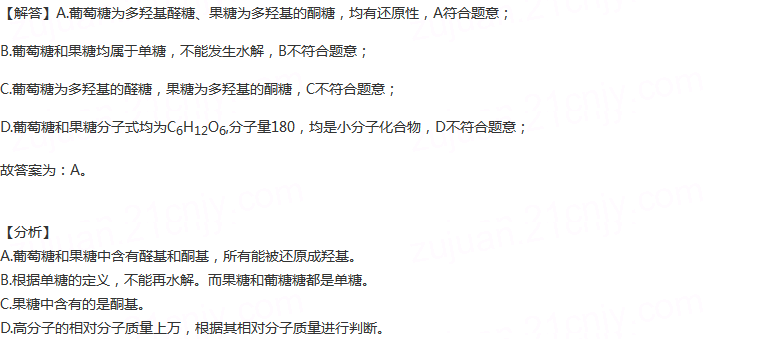 【解答】A.葡萄糖为多羟基醛糖、果糖为多羟基的酮糖，均有还原性，A符合题意；
B.葡萄糖和果糖均属于单糖，不能发生水解，B不符合题意；
C.葡萄糖为多羟基的醛糖，果糖为多羟基的酮糖，C不符合题意；
D.葡萄糖和果糖分子式均为C6H12O6,分子量180，均是小分子化合物，D不符合题意；
故答案为：A。
【分析】
A.葡萄糖和果糖中含有醛基和酮基，所有能被还原成羟基。
B.根据单糖的定义，不能再水解。而果糖和葡糖糖都是单糖。
C.果糖中含有的是酮基。
D.高分子的相对分子质量上万，根据其相对分子质量进行判断。